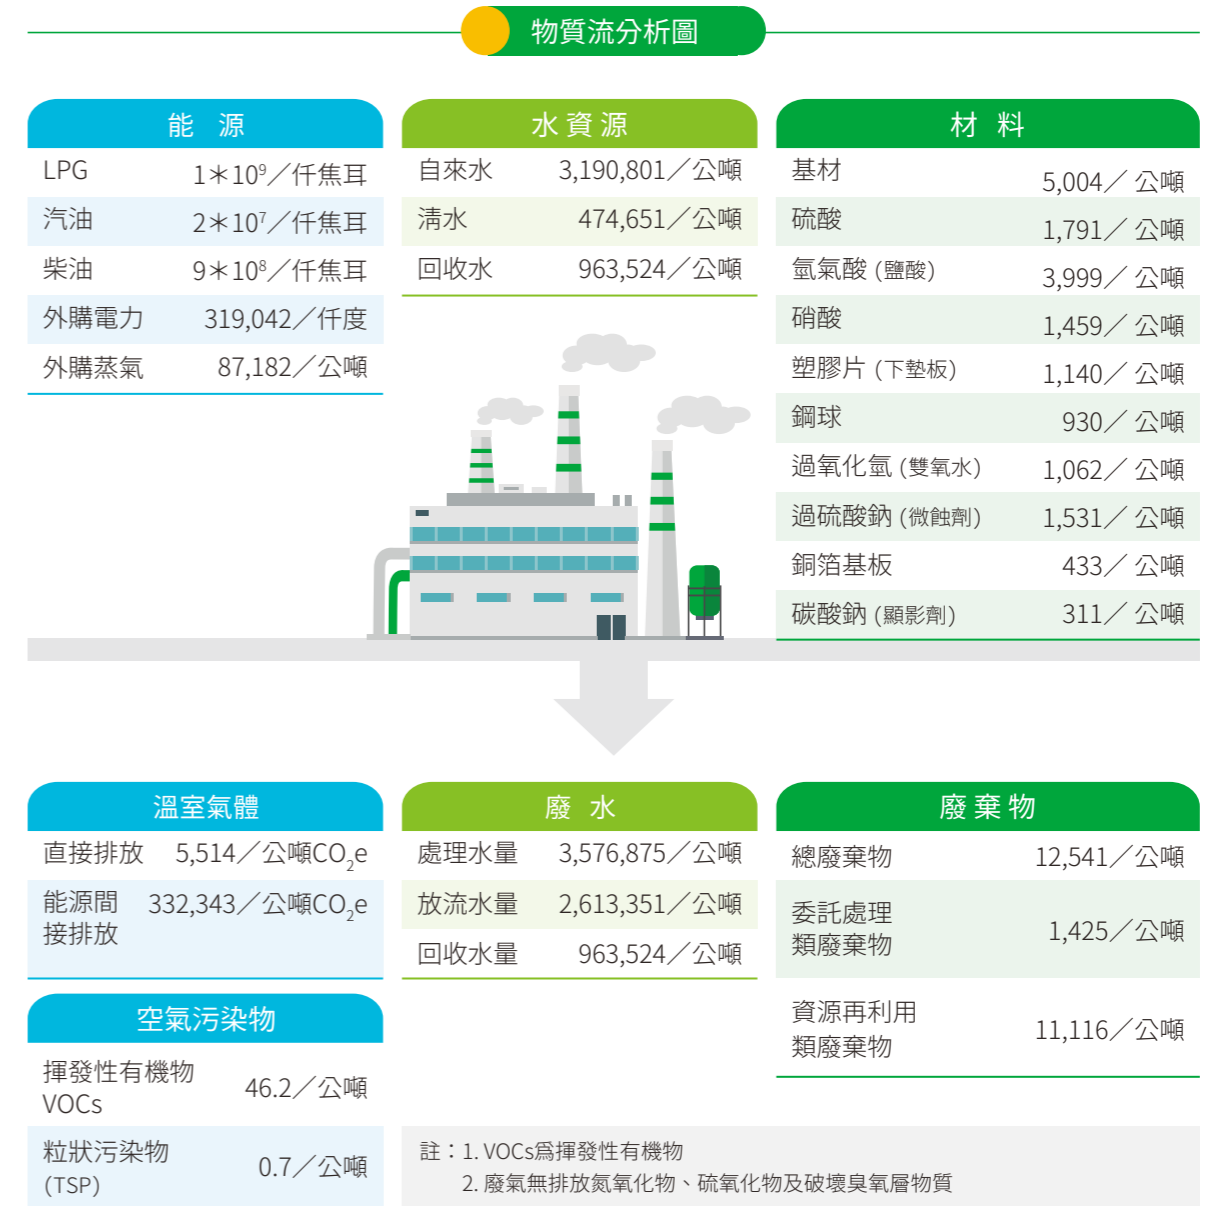 物質流分析圖
能 源
LPG 1＊10⁹／仟焦耳
汽油 2＊10⁷／仟焦耳
柴油 9＊10⁸／仟焦耳
外購電力 319,042／仟度
外購蒸氣 87,182／公噸
水資源
自來水 3,190,801／公噸
清水 474,651／公噸
回收水 963,524／公噸
材 料
基材 5,004／公噸
硫酸 1,791／公噸
氫氯酸 (鹽酸) 3,999／公噸
硝酸 1,459／公噸
塑膠片 (下墊板) 1,140／公噸
鋼球 930／公噸
過氧化氫 (雙氧水) 1,062／公噸
過硫酸鈉 (微蝕劑) 1,531／公噸
銅箔基板 433／公噸
碳酸鈉 (顯影劑) 311／公噸
溫室氣體
直接排放 5,514／公噸CO₂e
能源間 332,343／公噸CO₂e
接排放
空氣污染物
揮發性有機物
VOCs 46.2／公噸
粒狀污染物
(TSP) 0.7／公噸
廢 水
處理水量 3,576,875／公噸
放流水量 2,613,351／公噸
回收水量 963,524／公噸
廢棄物
總廢棄物 12,541／公噸
委託處理
類廢棄物 1,425／公噸
資源再利用
類廢棄物 11,116／公噸
註：1. VOCs為揮發性有機物
2. 廢氣無排放氮氧化物、硫氧化物及破壞臭氧層物質